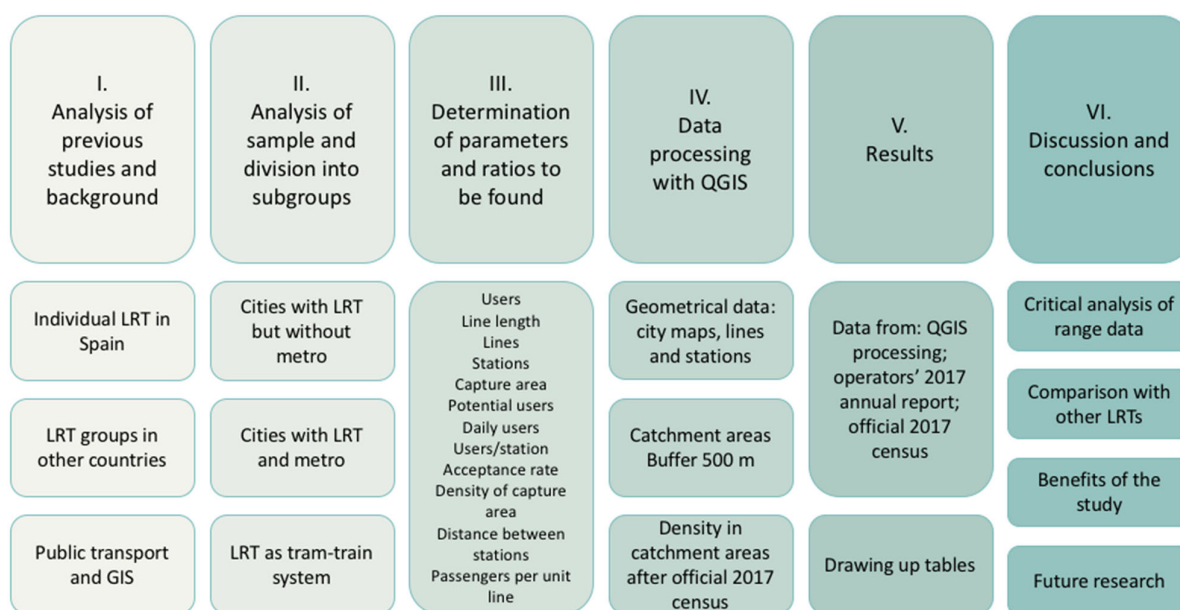 I.
Analysis of
previous
studies and
background
Individual LRT in
Spain
LRT groups in
other countries
Public transport
and GIS
II.
Analysis of
sample and
division into
subgroups
Cities with LRT
but without
metro
Cities with LRT
and metro
LRT as tram-train
system
III.
Determination
of parameters
and ratios to
be found
Users
Line length
Lines
Stations
Capture area
Potential users
Daily users
Users/station
Acceptance rate
Density of capture
area
Distance between
stations
Passengers per unit
line
IV.
Data
processing
with QGIS
Geometrical data:
city maps, lines
and stations
Catchment areas
Buffer 500 m
Density in
catchment areas
after official 2017
census
V.
Results
Data from: QGIS
processing;
operators’ 2017
annual report;
official 2017
census
Drawing up tables
VI.
Discussion and
conclusions
Critical analysis of
range data
Comparison with
other LRTs
Benefits of the
study
Future research